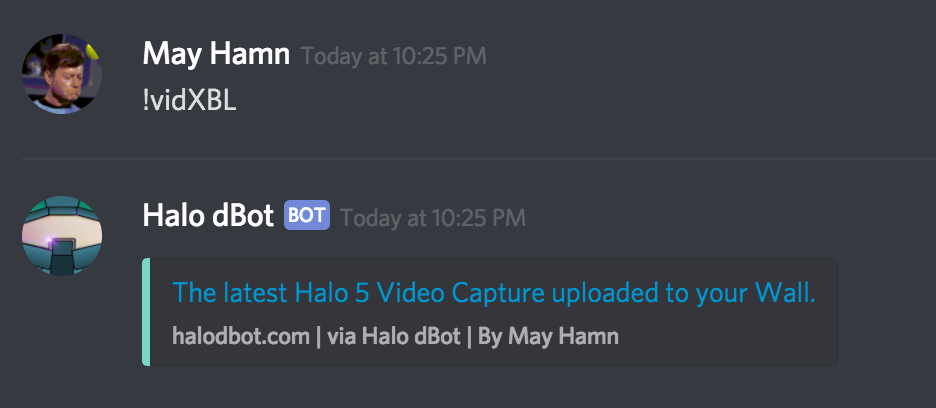 May Hamn Today at 10:25 PM
!vidXBL
Halo dBot BOT Today at 10:25 PM
The latest Halo 5 Video Capture uploaded to your Wall.
halodbot.com | via Halo dBot | By May Hamn